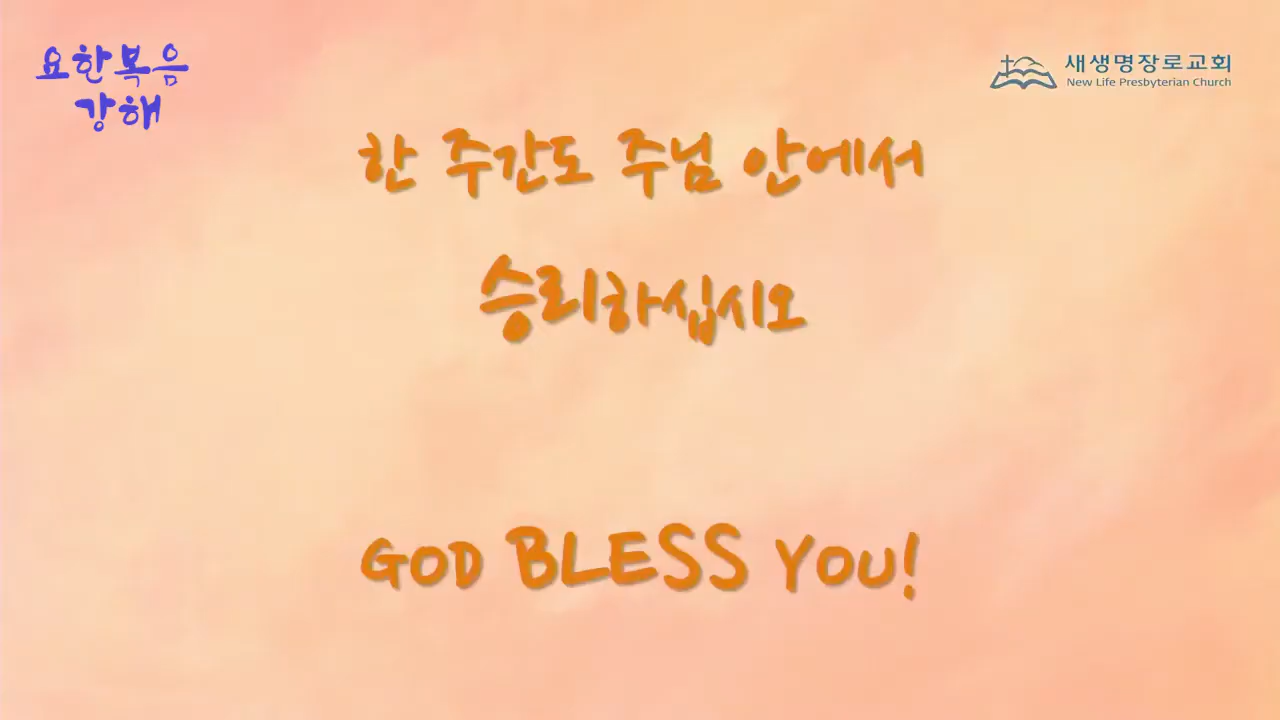 요한복음
강해
새생명장로교회
New Life Presbyterian Church
한 주간도 주님 안에서
승리하십시오
GOD BLESS YOU!